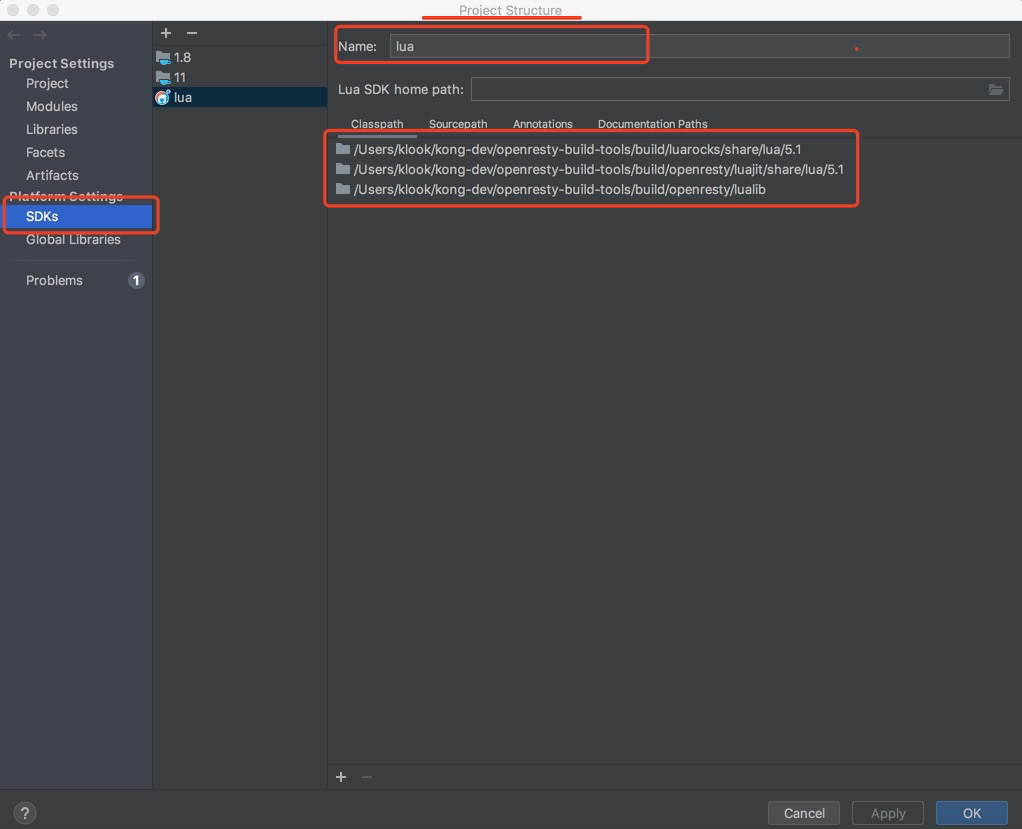 Project Structure
Project Settings
Project
Modules
Libraries
Facets
Artifacts
Platform Settings
SDKs
Global Libraries
Problems 1
1.8
11
lua
Name: lua
Lua SDK home path:
Classpath Sourcepath Annotations Documentation Paths
/Users/klook/kong-dev/openresty-build-tools/build/luarocks/share/lua/5.1
/Users/klook/kong-dev/openresty-build-tools/build/openresty/luajit/share/lua/5.1
/Users/klook/kong-dev/openresty-build-tools/build/openresty/lualib
? Cancel Apply OK